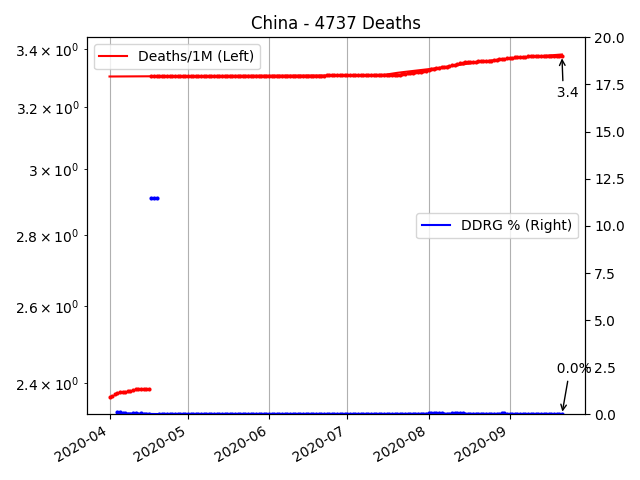 China - 4737 Deaths
Deaths/1M (Left)
DDRG % (Right)
3.4
0.0%
3.4 × 10⁰
3.2 × 10⁰
3 × 10⁰
2.8 × 10⁰
2.6 × 10⁰
2.4 × 10⁰
20.0
17.5
15.0
12.5
10.0
7.5
5.0
2.5
0.0
2020-04
2020-05
2020-06
2020-07
2020-08
2020-09